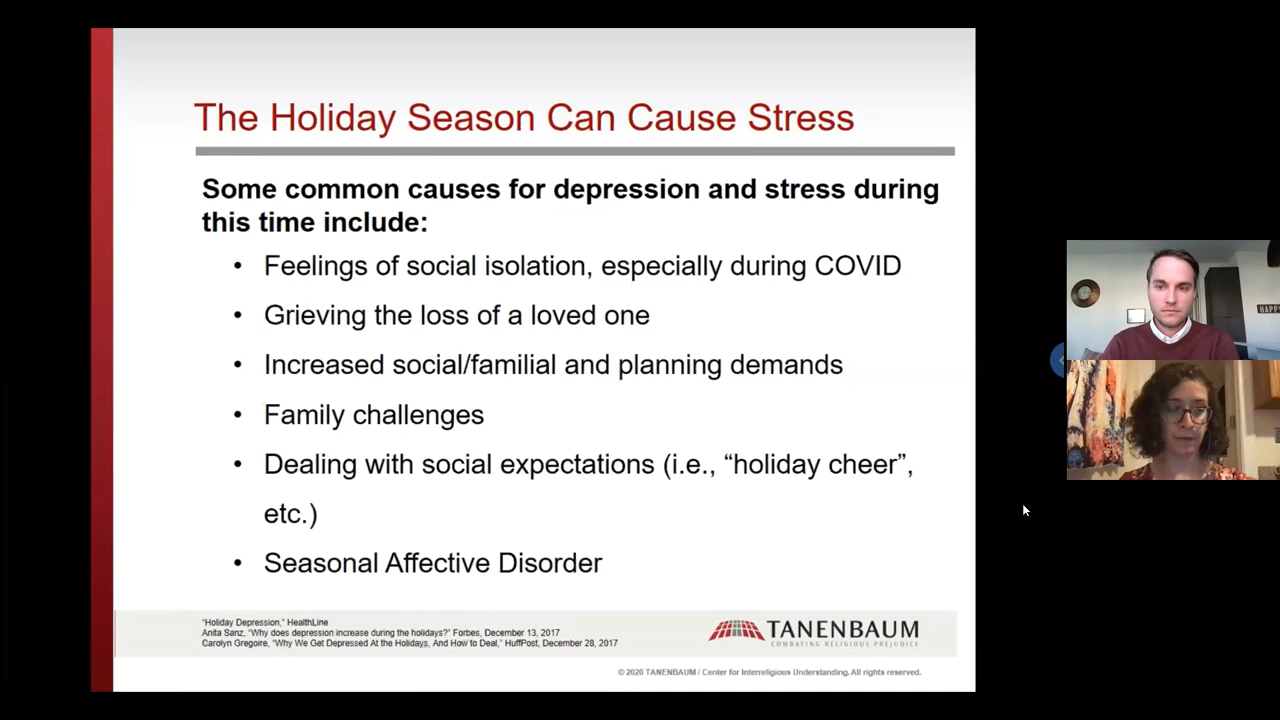 The Holiday Season Can Cause Stress
Some common causes for depression and stress during
this time include:
• Feelings of social isolation, especially during COVID
• Grieving the loss of a loved one
• Increased social/familial and planning demands
• Family challenges
• Dealing with social expectations (i.e., “holiday cheer”,
etc.)
• Seasonal Affective Disorder
“Holiday Depression,” HealthLine
Anita Sanz, “Why does depression increase during the holidays?” Forbes, December 13, 2017
Carolyn Gregoire, “Why We Get Depressed At the Holidays, And How to Deal,” HuffPost, December 28, 2017
TANENBAUM
COMBATING RELIGIOUS PREJUDICE
© 2020 TANENBAUM / Center for Interreligious Understanding. All rights reserved.
HAPPY